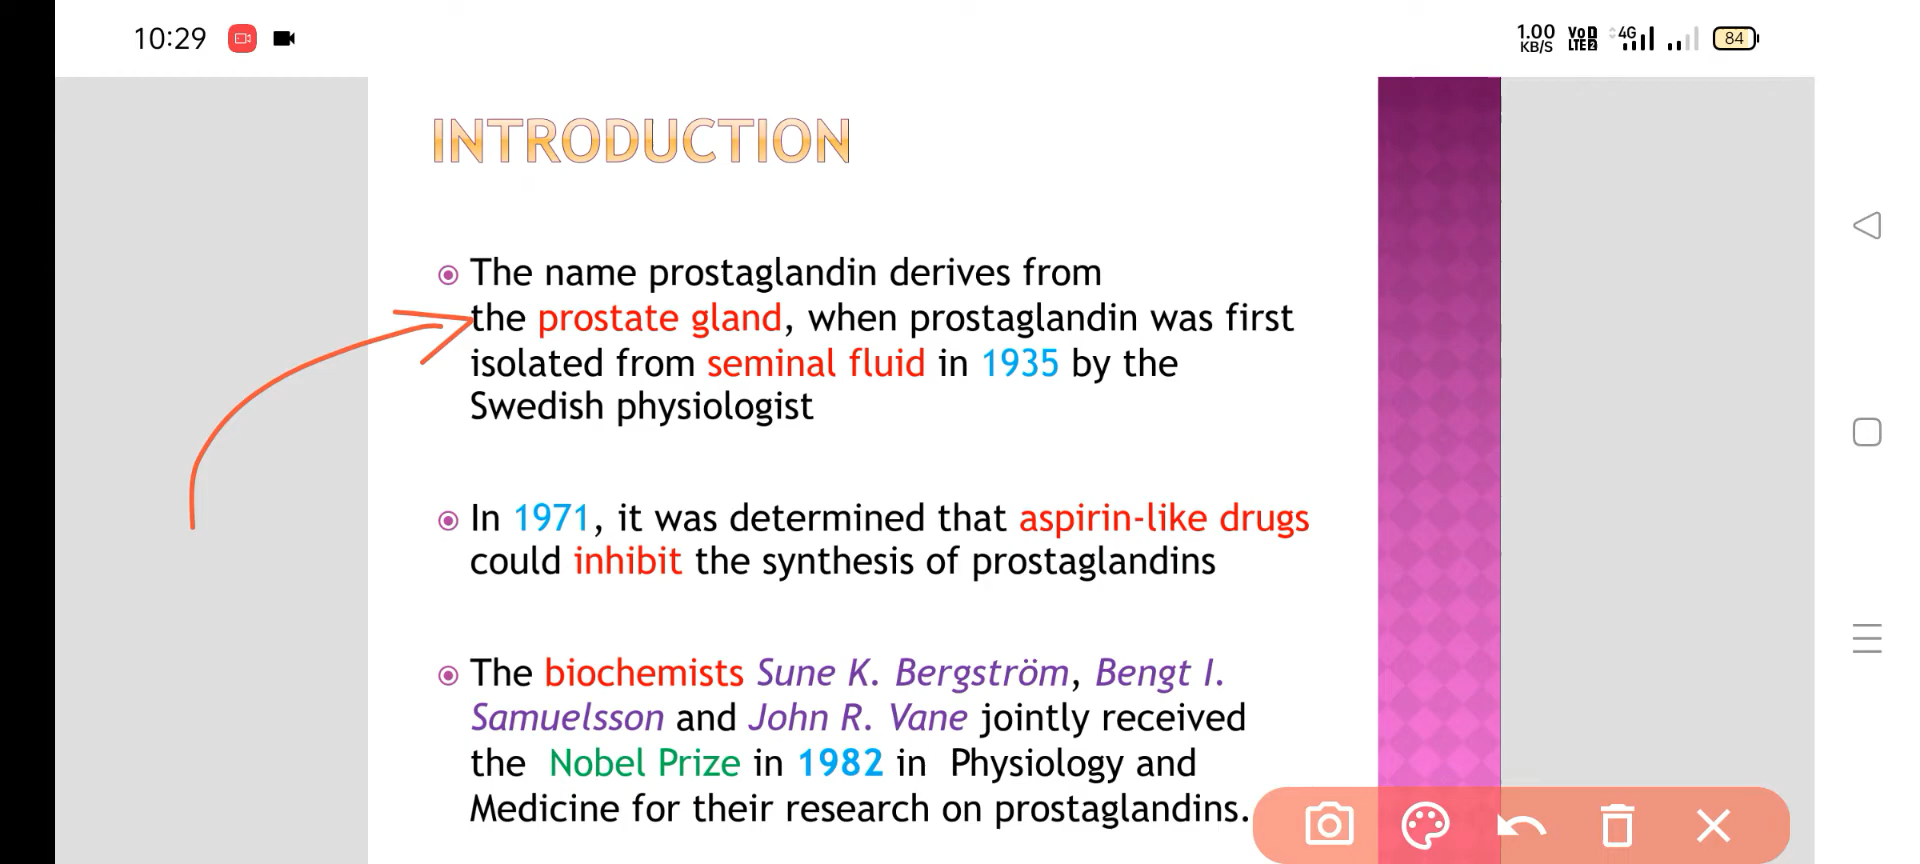 10:29
1.00 KB/S VoD LTE2 4G 84
INTRODUCTION
The name prostaglandin derives from
the prostate gland, when prostaglandin was first
isolated from seminal fluid in 1935 by the
Swedish physiologist
In 1971, it was determined that aspirin-like drugs
could inhibit the synthesis of prostaglandins
The biochemists Sune K. Bergström, Bengt I.
Samuelsson and John R. Vane jointly received
the Nobel Prize in 1982 in Physiology and
Medicine for their research on prostaglandins.